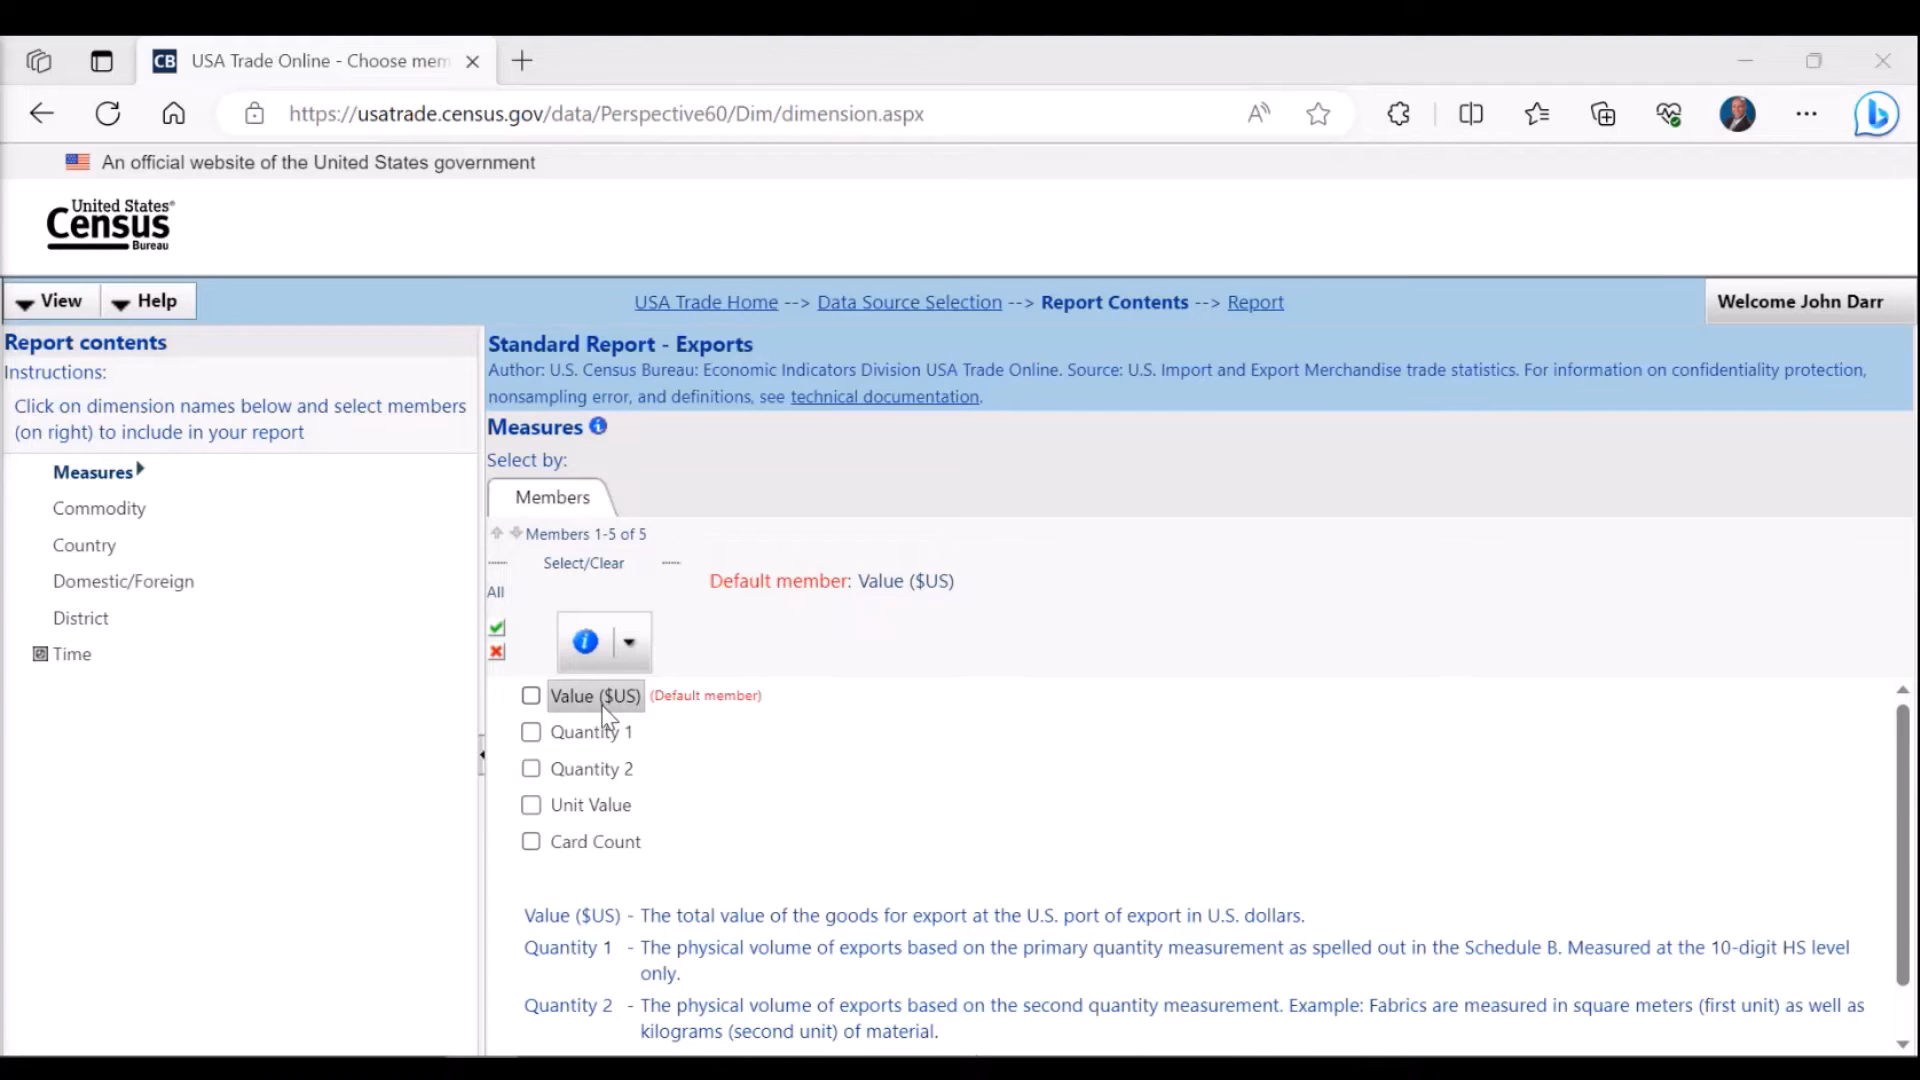 CB USA Trade Online - Choose mem
https://usatrade.census.gov/data/Perspective60/Dim/dimension.aspx
An official website of the United States government
United States®
Census
Bureau
View Help USA Trade Home --> Data Source Selection --> Report Contents --> Report Welcome John Darr
Report contents
Instructions:
Click on dimension names below and select members
(on right) to include in your report
Measures
Commodity
Country
Domestic/Foreign
District
Time
Standard Report - Exports
Author: U.S. Census Bureau: Economic Indicators Division USA Trade Online. Source: U.S. Import and Export Merchandise trade statistics. For information on confidentiality protection,
nonsampling error, and definitions, see technical documentation.
Measures
Select by:
Members
Members 1-5 of 5
Select/Clear
All
Default member: Value ($US)
Value ($US) (Default member)
Quantity 1
Quantity 2
Unit Value
Card Count
Value ($US) - The total value of the goods for export at the U.S. port of export in U.S. dollars.
Quantity 1 - The physical volume of exports based on the primary quantity measurement as spelled out in the Schedule B. Measured at the 10-digit HS level
only.
Quantity 2 - The physical volume of exports based on the second quantity measurement. Example: Fabrics are measured in square meters (first unit) as well as
kilograms (second unit) of material.